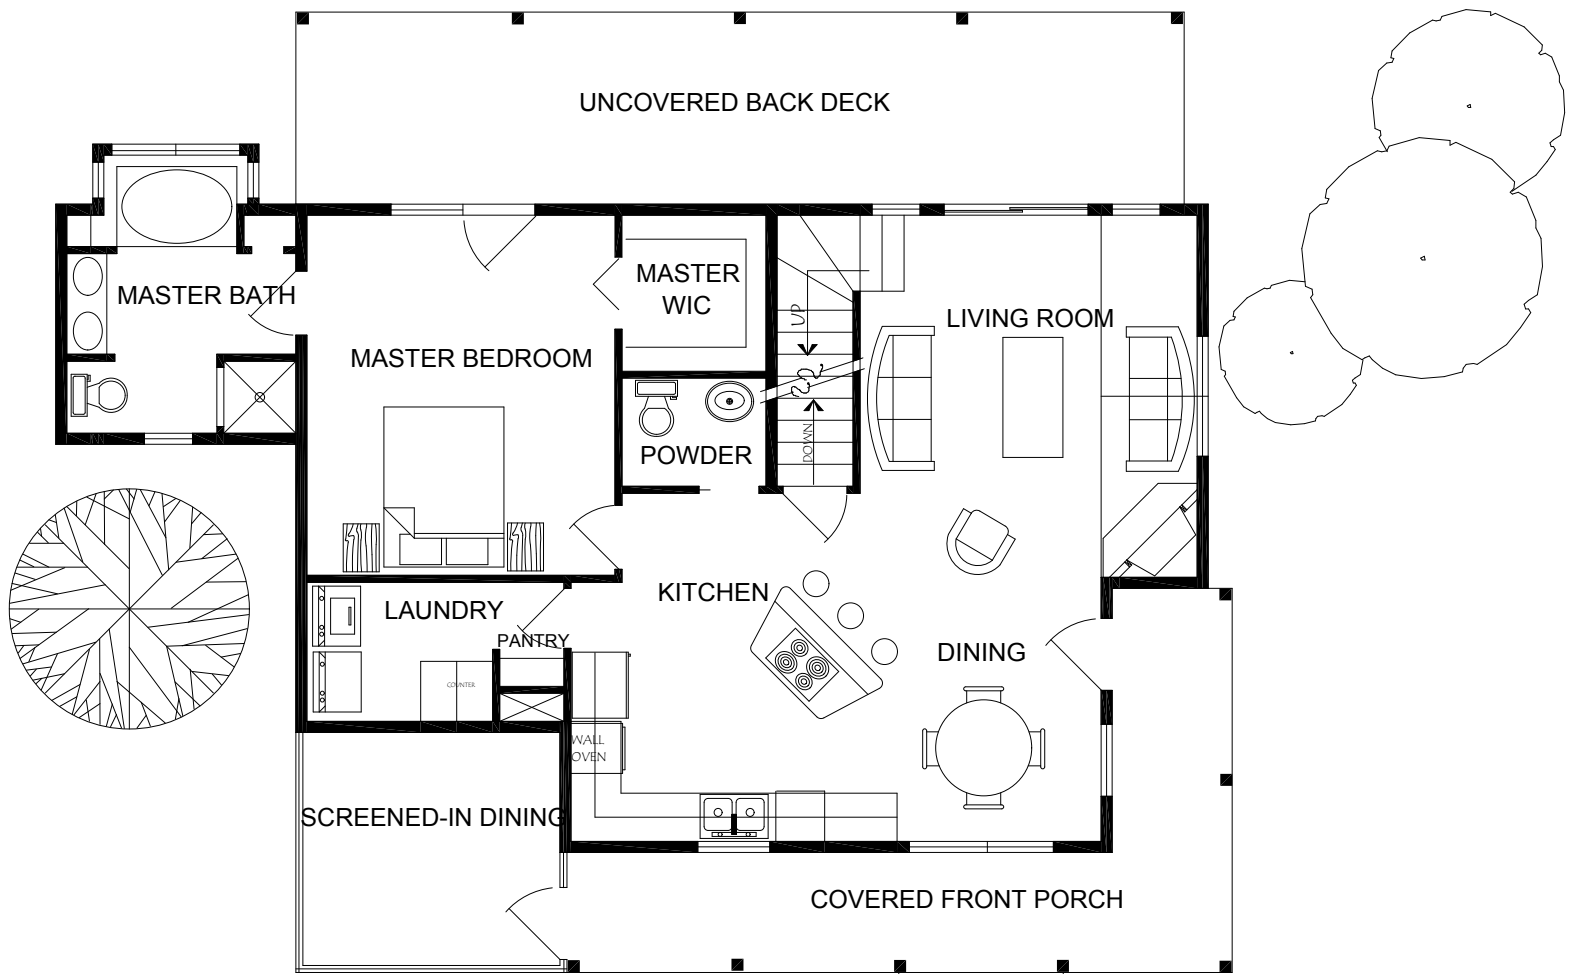 UNCOVERED BACK DECK
MASTER BATH
MASTER BEDROOM
MASTER
WIC
UP
LIVING ROOM
DOWN
POWDER
LAUNDRY
KITCHEN
PANTRY
DINING
COUNTER
WALL
OVEN
SCREENED-IN DINING
COVERED FRONT PORCH